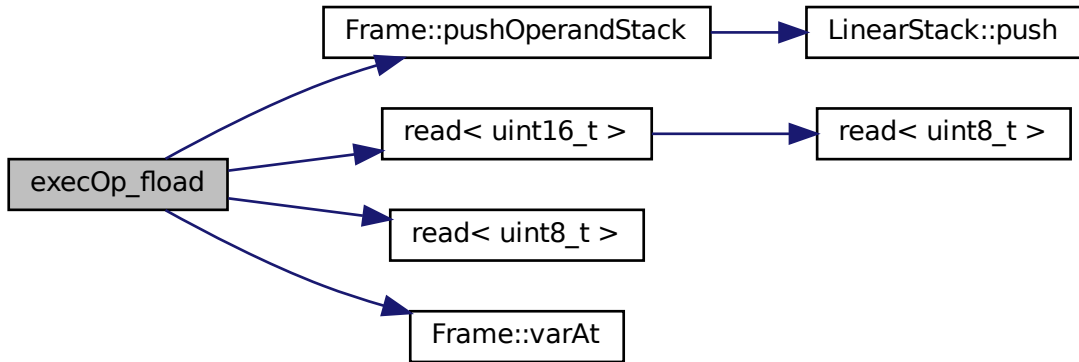 Frame::pushOperandStack
LinearStack::push
read< uint16_t >
read< uint8_t >
execOp_fload
read< uint8_t >
Frame::varAt